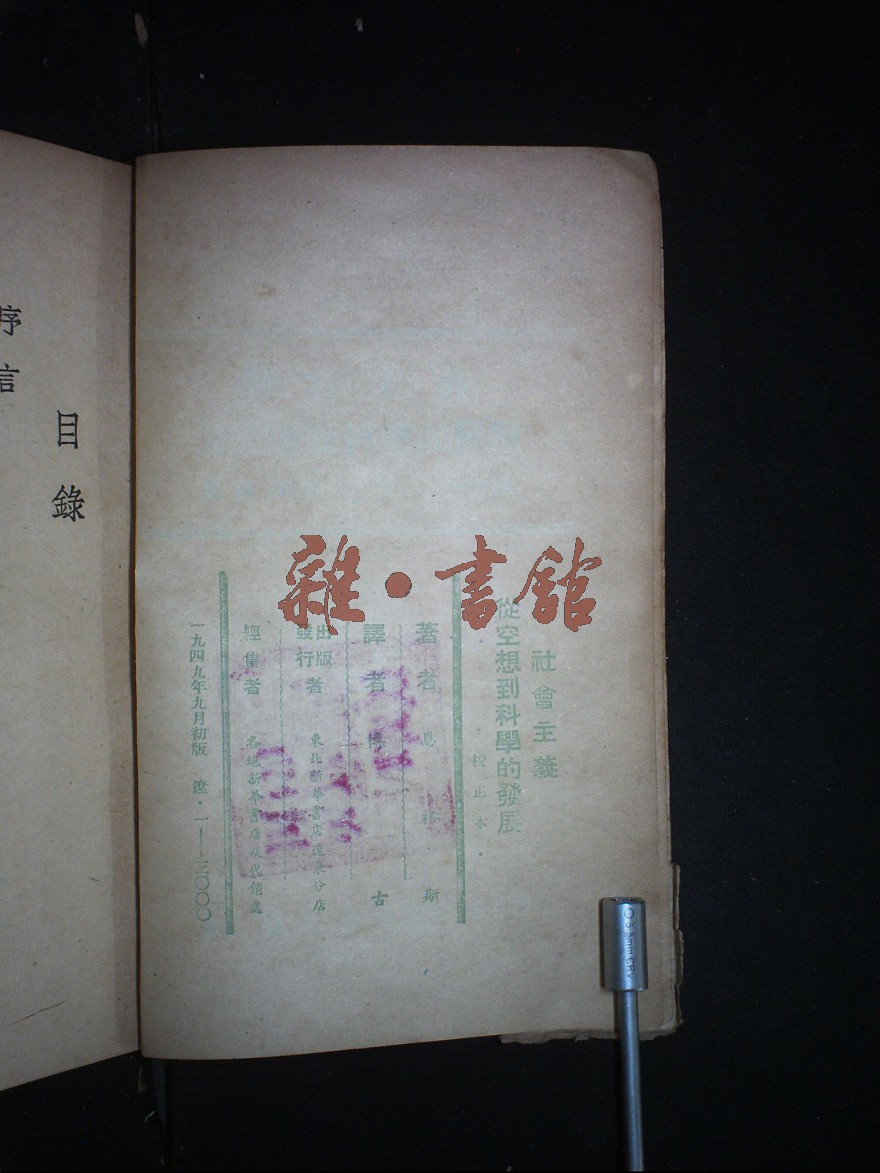 社會主義
從空想到科學的發展
·校正本·
著者 恩格斯
譯者 博古
出版者 發行
東北新華書店遼東分店
經售者 各地新華書店及代銷處
一九四九年九月初版 遼·一——三〇〇〇
目錄
序言
雜·書館